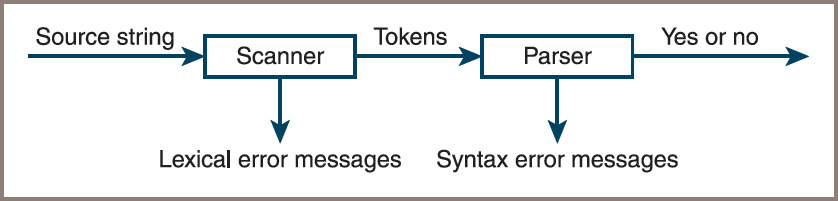 Source string
Scanner
Tokens
Parser
Yes or no
Lexical error messages
Syntax error messages